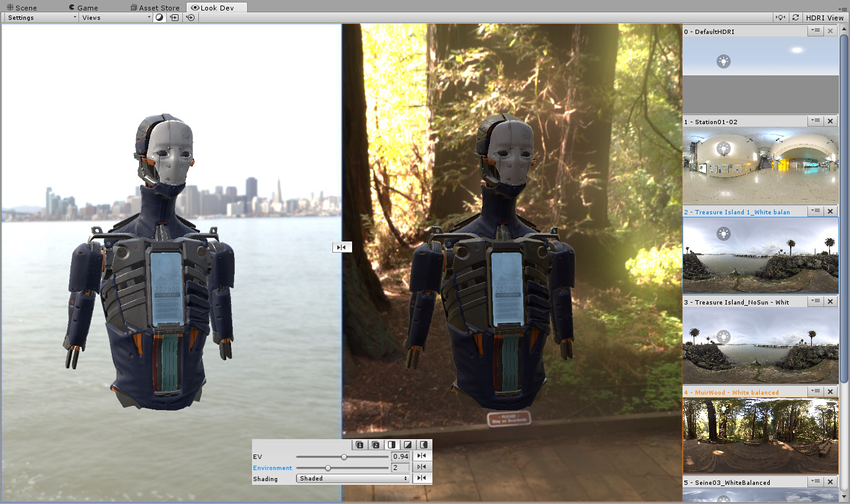 Scene Game Asset Store Look Dev
Settings Views HDRI View
0 - DefaultHDRI
1 - Station01-02
2 - Treasure Island 1_White balan
3 - Treasure Island_NoSun - Whit
4 - MuirWood - White balanced
5 - Seine03_WhiteBalanced
EV 0.94
Environment 2
Shading Shaded